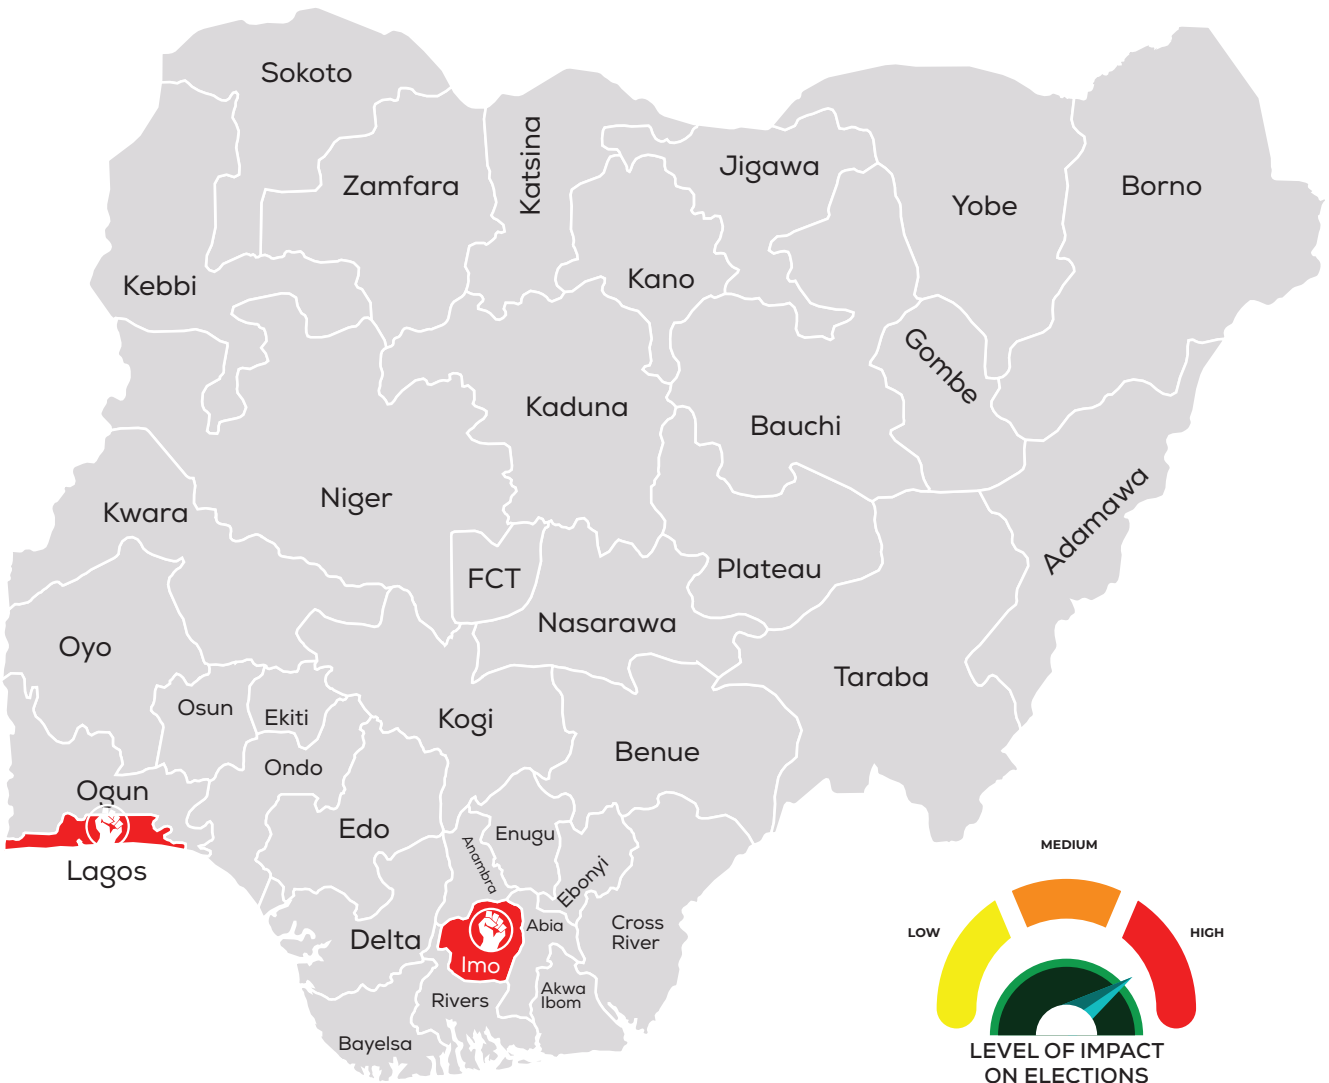 Sokoto
Katsina
Zamfara
Jigawa
Yobe
Borno
Kebbi
Kano
Gombe
Kaduna
Bauchi
Niger
Kwara
Adamawa
FCT
Plateau
Nasarawa
Oyo
Taraba
Osun
Ekiti
Kogi
Benue
Ondo
Ogun
Edo
Enugu
Anambra
Ebonyi
Lagos
Abia
Cross
River
Delta
Imo
Rivers
Akwa
Ibom
Bayelsa
MEDIUM
LOW
HIGH
LEVEL OF IMPACT
ON ELECTIONS